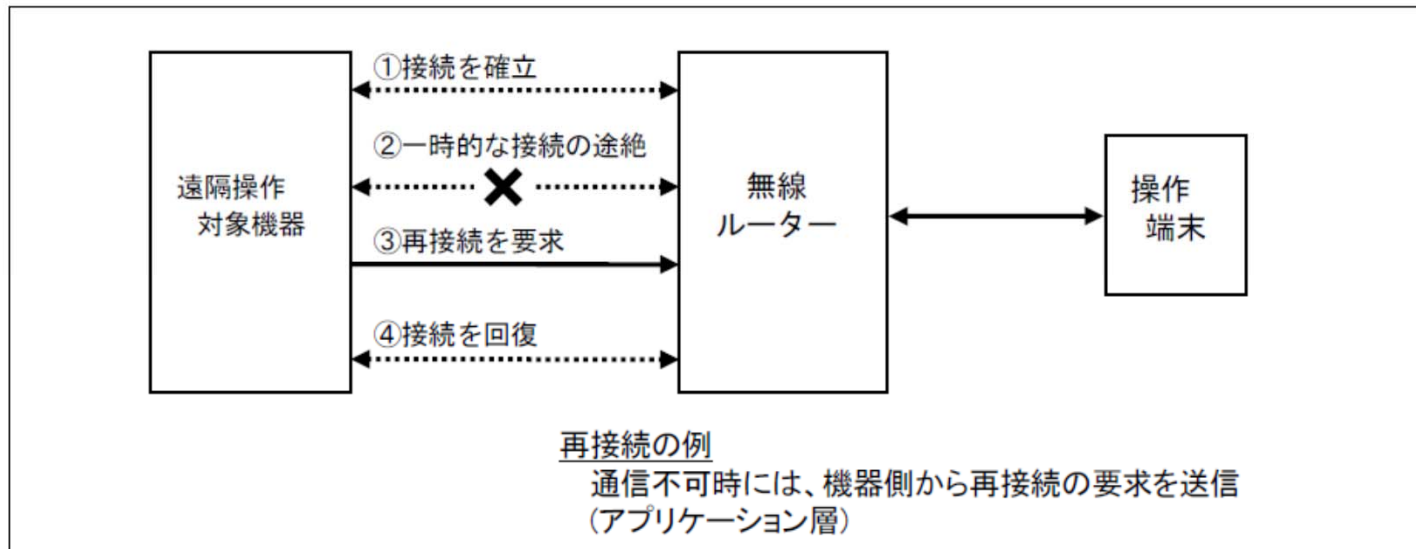 ①接続を確立
②一時的な接続の途絶
遠隔操作
対象機器
③再接続を要求
④接続を回復
無線
ルーター
操作
端末
再接続の例
通信不可時には、機器側から再接続の要求を送信
(アプリケーション層)